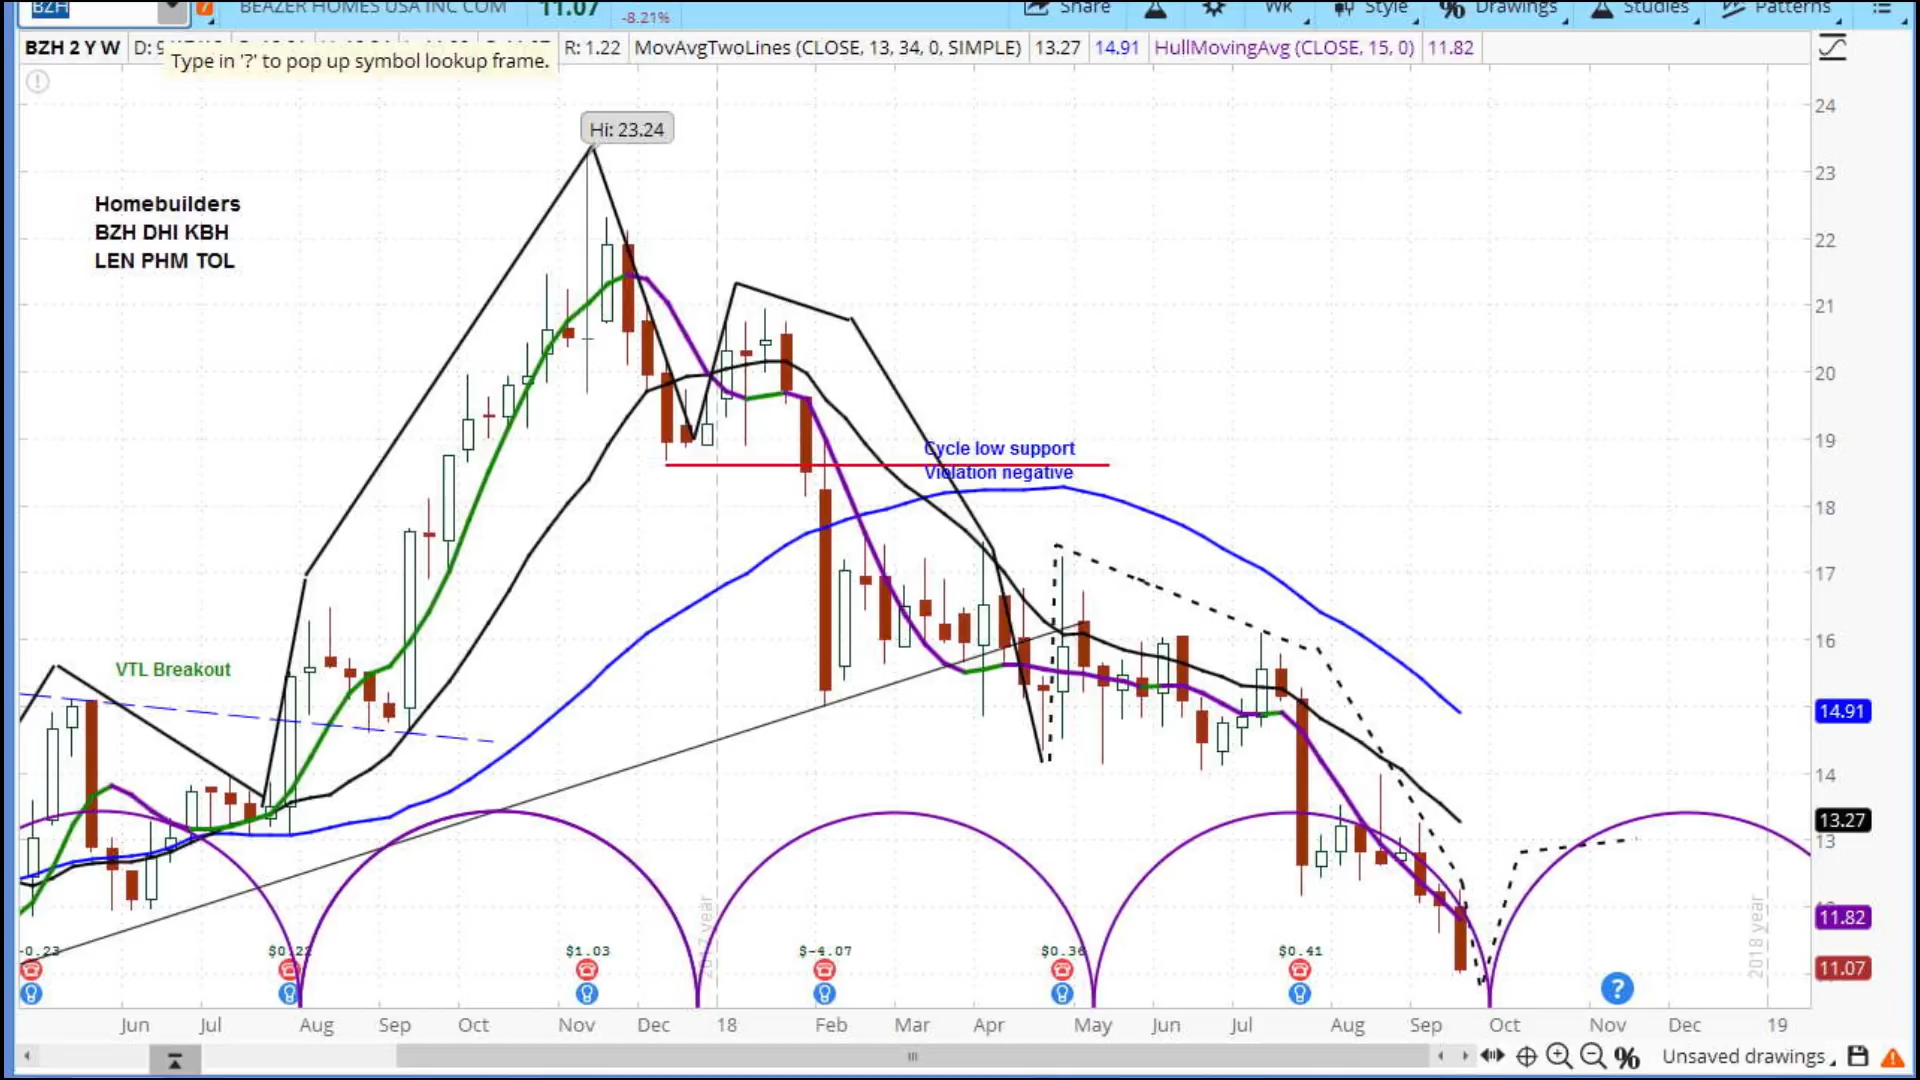 BZH
BEAZER HOMES USA INC COM
11.07
-8.21%
Share
Wk
Style
Drawings
Studies
Patterns
BZH 2 Y W
R: 1.22
MovAvgTwoLines (CLOSE, 13, 34, 0, SIMPLE)
13.27
14.91
HullMovingAvg (CLOSE, 15, 0)
11.82
Type in '?' to pop up symbol lookup frame.
Hi: 23.24
Homebuilders
BZH DHI KBH
LEN PHM TOL
Cycle low support
Violation negative
VTL Breakout
24
23
22
21
20
19
18
17
16
14.91
14
13.27
13
11.82
11.07
2017 year
2018 year
-0.23
$0.22
$1.03
$-4.07
$0.36
$0.41
?
Jun
Jul
Aug
Sep
Oct
Nov
Dec
18
Feb
Mar
Apr
May
Jun
Jul
Aug
Sep
Oct
Nov
Dec
19
Unsaved drawings